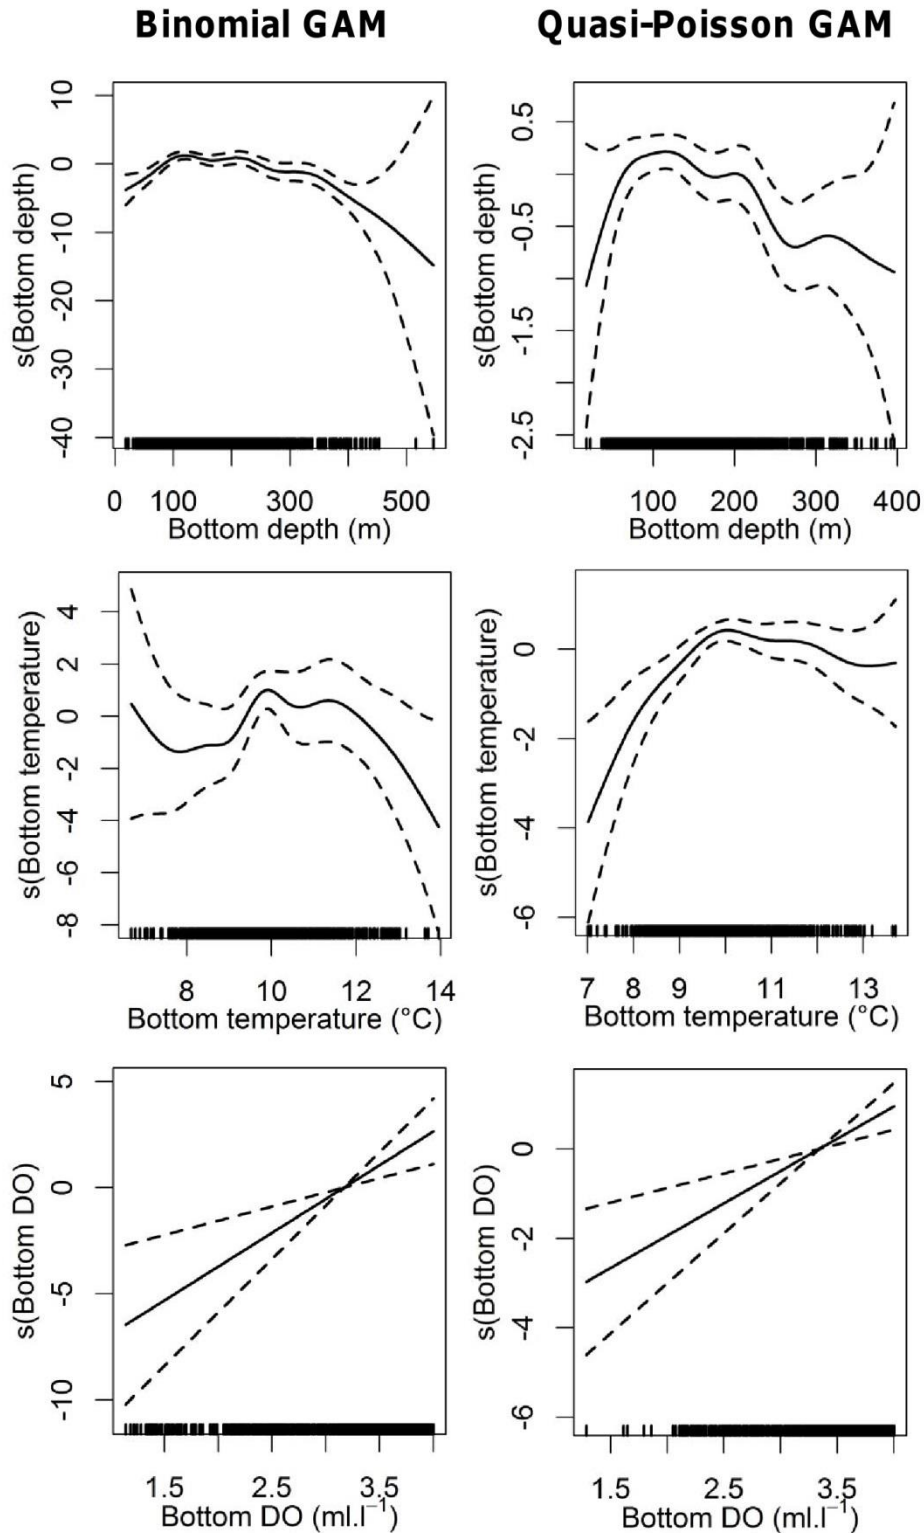 Binomial GAM
Quasi-Poisson GAM
s(Bottom depth)
10
0
-10
-20
-30
-40
0 100 300 500
Bottom depth (m)
s(Bottom depth)
0.5
-0.5
-1.5
-2.5
100 200 300 400
Bottom depth (m)
s(Bottom temperature)
4
2
0
-2
-4
-6
-8
8 10 12 14
Bottom temperature (°C)
s(Bottom temperature)
0
-2
-4
-6
7 8 9 11 13
Bottom temperature (°C)
s(Bottom DO)
5
0
-5
-10
1.5 2.5 3.5
Bottom DO (ml.l⁻¹)
s(Bottom DO)
0
-2
-4
-6
1.5 2.5 3.5
Bottom DO (ml.l⁻¹)